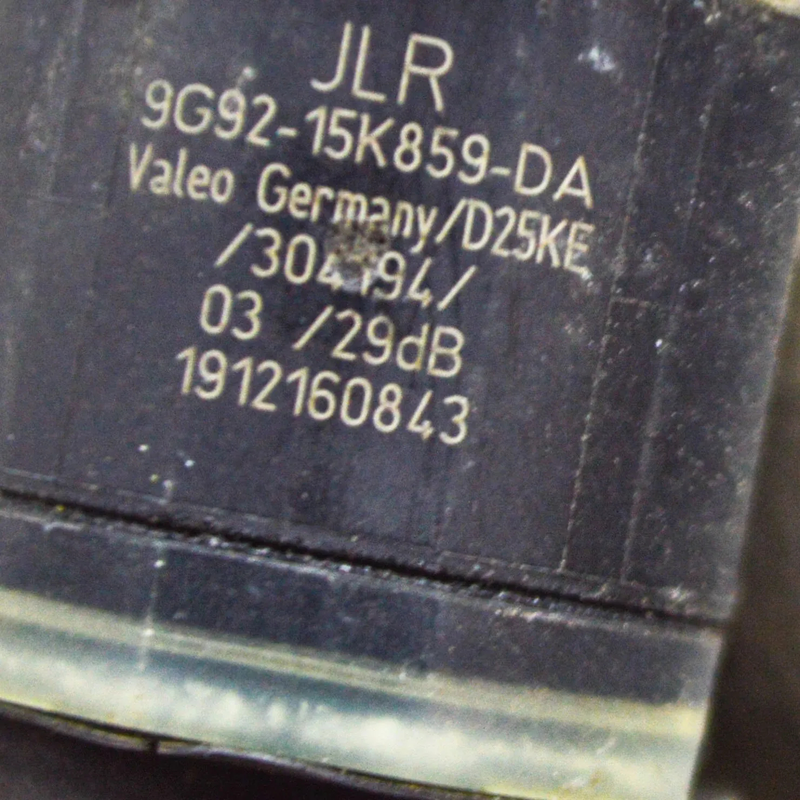 JLR
9G92-15K859-DA
Valeo Germany/D25KE
03 /29dB
1912160843